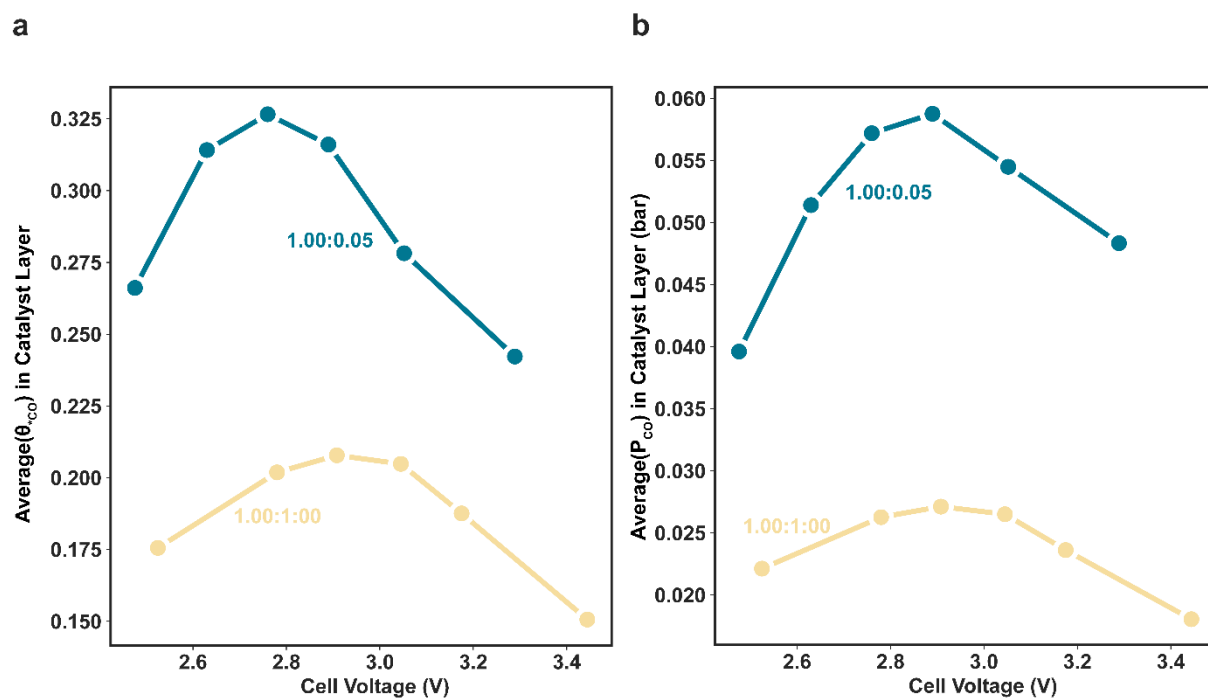 a
b
0.325
0.300
0.275
0.250
0.225
0.200
0.175
0.150
Average(θ*CO) in Catalyst Layer
1.00:0.05
1.00:1:00
2.6 2.8 3.0 3.2 3.4
Cell Voltage (V)
0.060
0.055
0.050
0.045
0.040
0.035
0.030
0.025
0.020
Average(PCO) in Catalyst Layer (bar)
1.00:0.05
1.00:1:00
2.6 2.8 3.0 3.2 3.4
Cell Voltage (V)